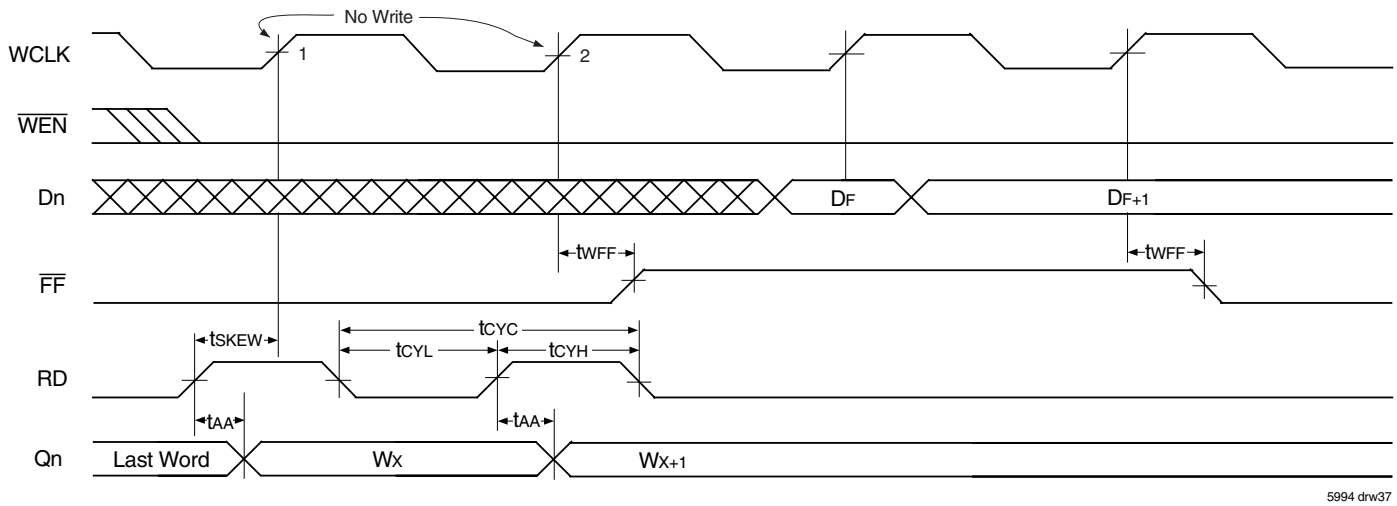 No Write
WCLK 1 2
WEN
Dn DF DF+1
tWFF tWFF
FF
tCYC
tSKEW tCYL tCYH
RD
tAA tAA
Qn Last Word WX WX+1
5994 drw37